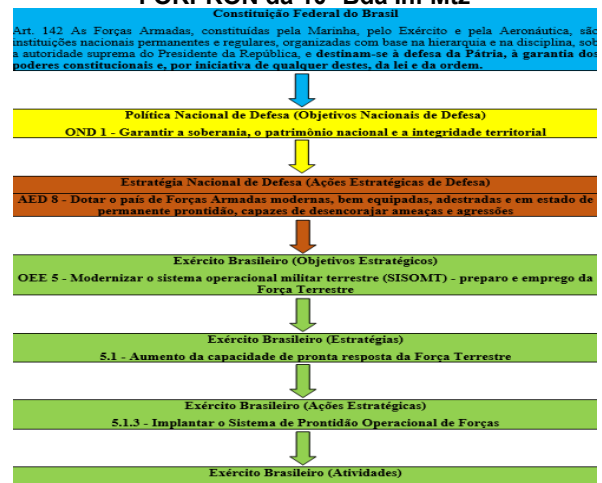 da 10ª Bda Inf Mtz
Constituição Federal do Brasil
Art. 142 As Forças Armadas, constituídas pela Marinha, pelo Exército e pela Aeronáutica, são
instituições nacionais permanentes e regulares, organizadas com base na hierarquia e na disciplina, sob
a autoridade suprema do Presidente da República, e destinam-se à defesa da Pátria, à garantia dos
poderes constitucionais e, por iniciativa de qualquer destes, da lei e da ordem.
Política Nacional de Defesa (Objetivos Nacionais de Defesa)
OND 1 - Garantir a soberania, o patrimônio nacional e a integridade territorial
Estratégia Nacional de Defesa (Ações Estratégicas de Defesa)
AED 8 - Dotar o país de Forças Armadas modernas, bem equipadas, adestradas e em estado de
permanente prontidão, capazes de desencorajar ameaças e agressões
Exército Brasileiro (Objetivos Estratégicos)
OEE 5 - Modernizar o sistema operacional militar terrestre (SISOMT) - preparo e emprego da
Força Terrestre
Exército Brasileiro (Estratégias)
5.1 - Aumento da capacidade de pronta resposta da Força Terrestre
Exército Brasileiro (Ações Estratégicas)
5.1.3 - Implantar o Sistema de Prontidão Operacional de Forças
Exército Brasileiro (Atividades)